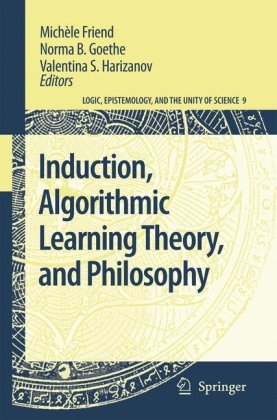 Michèle Friend
Norma B. Goethe
Valentina S. Harizanov
Editors
LOGIC, EPISTEMOLOGY, AND THE UNITY OF SCIENCE 9
Induction,
Algorithmic
Learning Theory,
and Philosophy
Springer